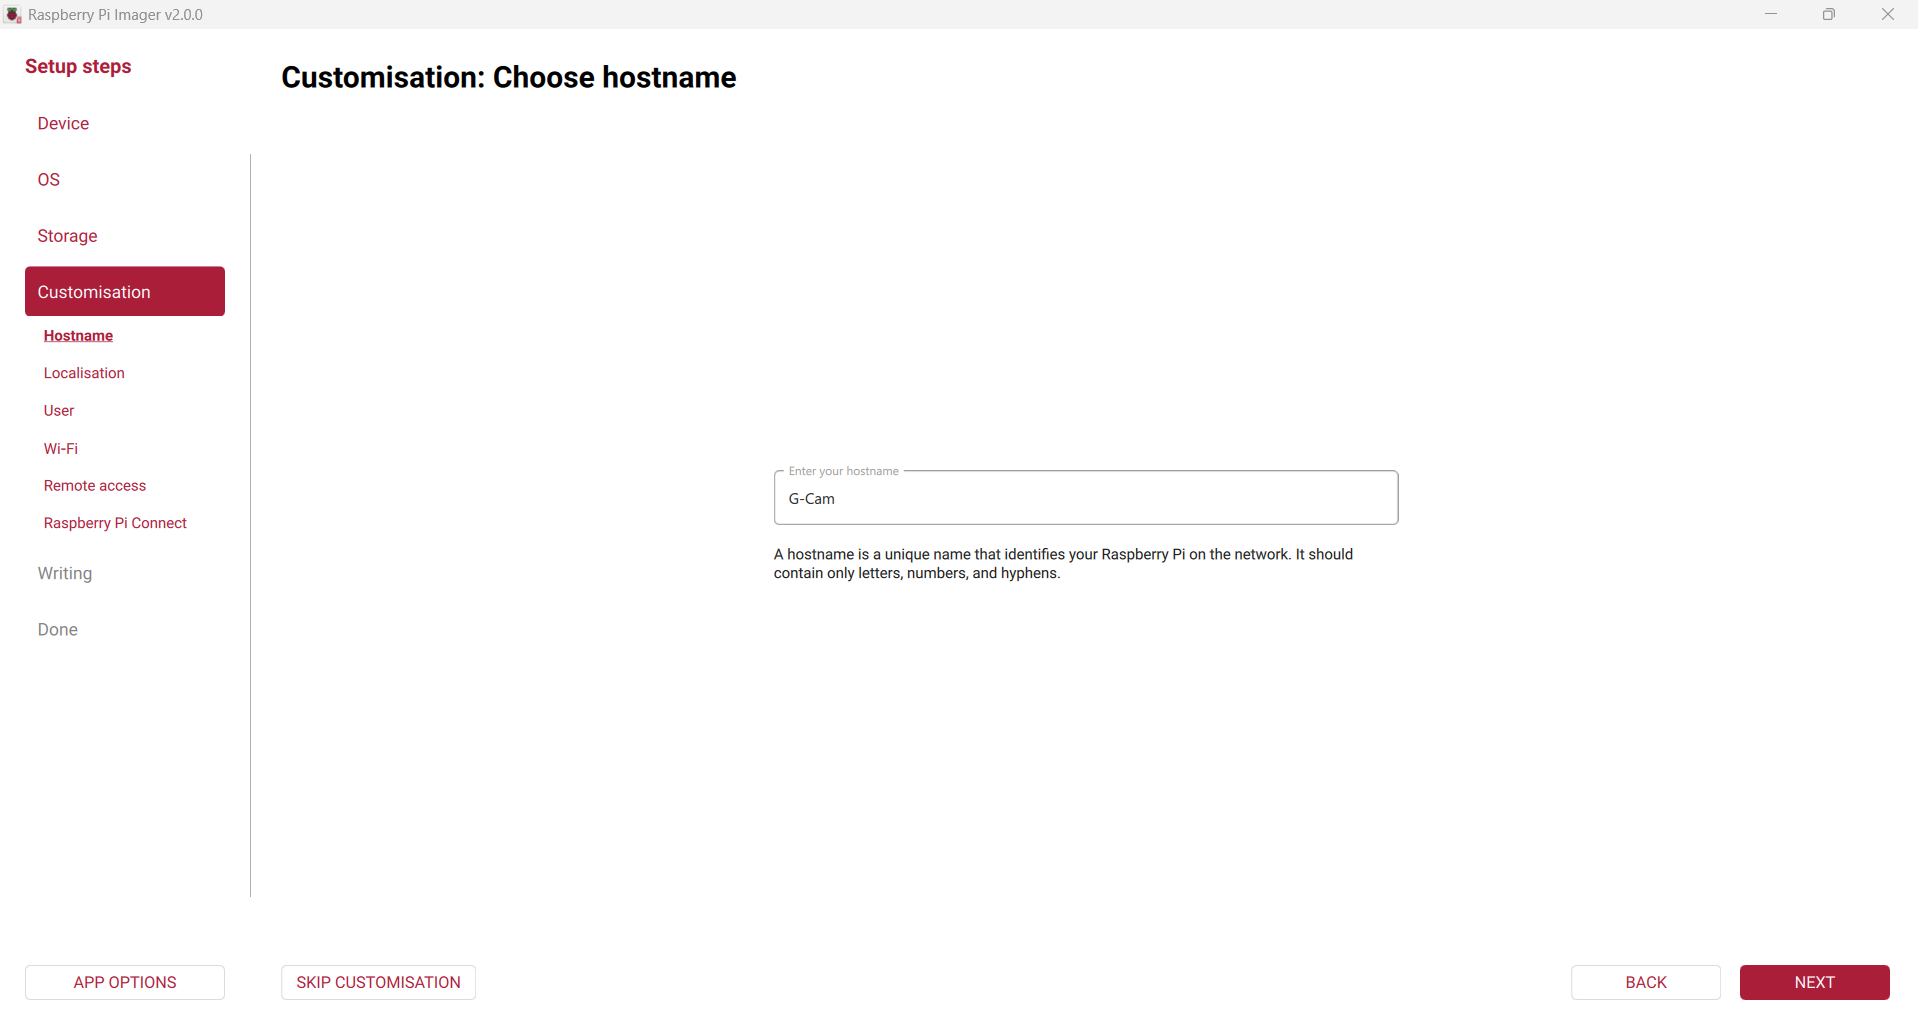 Raspberry Pi Imager v2.0.0
Setup steps
Customisation: Choose hostname
Device
OS
Storage
Customisation
Hostname
Localisation
User
Wi-Fi
Remote access
Raspberry Pi Connect
Writing
Done
Enter your hostname
G-Cam
A hostname is a unique name that identifies your Raspberry Pi on the network. It should
contain only letters, numbers, and hyphens.
APP OPTIONS
SKIP CUSTOMISATION
BACK
NEXT